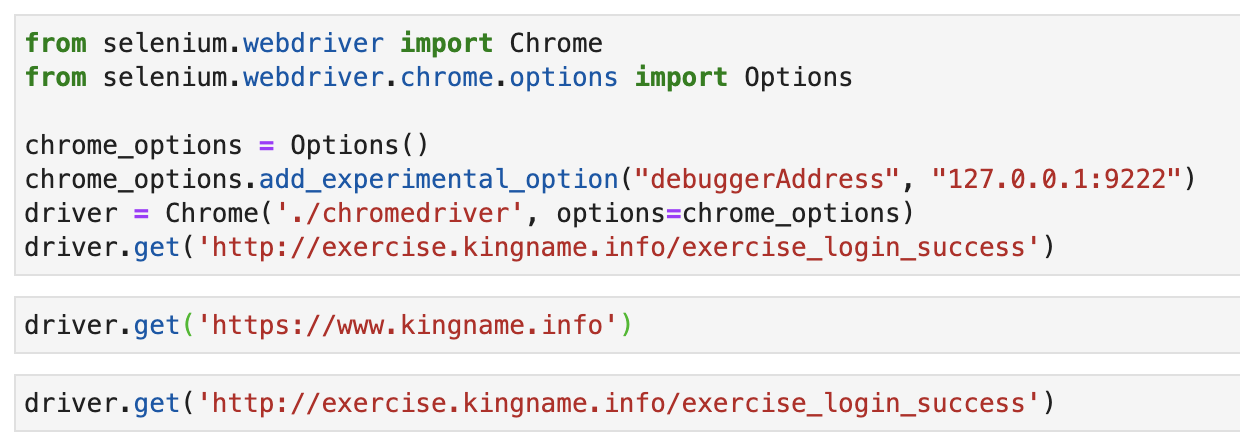 from selenium.webdriver import Chrome
from selenium.webdriver.chrome.options import Options
chrome_options = Options()
chrome_options.add_experimental_option("debuggerAddress", "127.0.0.1:9222")
driver = Chrome('./chromedriver', options=chrome_options)
driver.get('http://exercise.kingname.info/exercise_login_success')
driver.get('https://www.kingname.info')
driver.get('http://exercise.kingname.info/exercise_login_success')